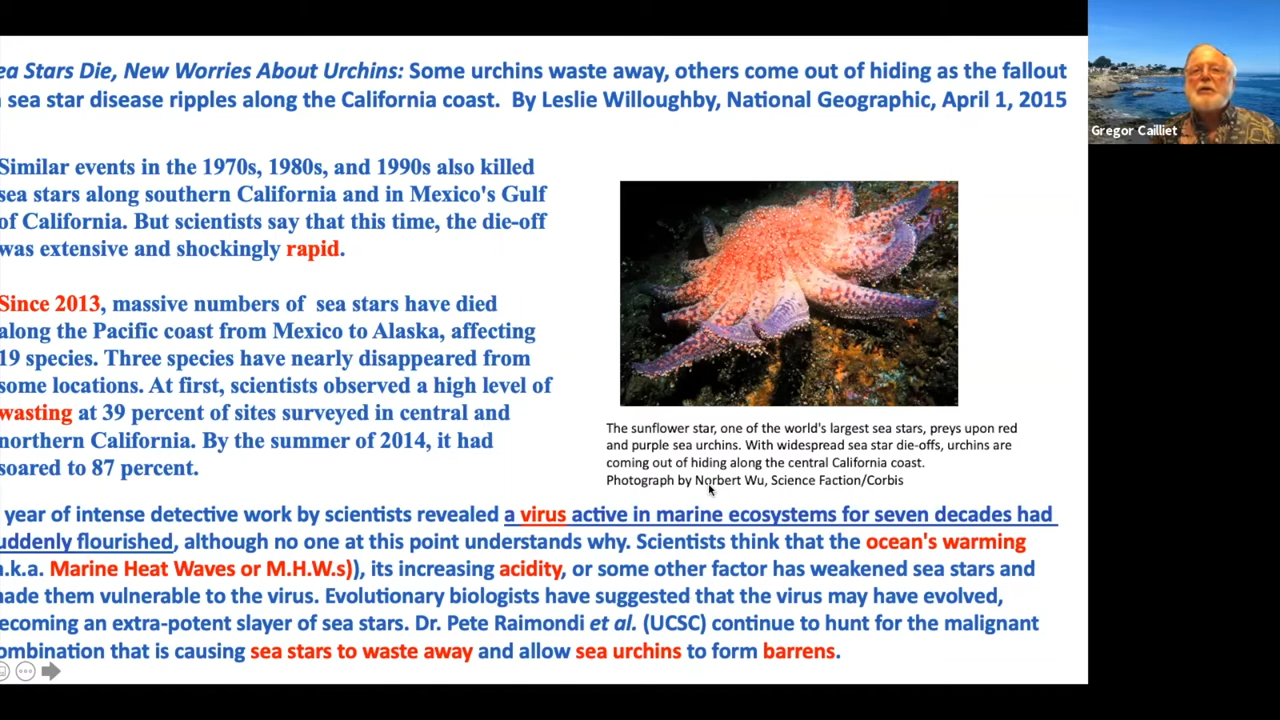 ea Stars Die, New Worries About Urchins: Some urchins waste away, others come out of hiding as the fallout
sea star disease ripples along the California coast. By Leslie Willoughby, National Geographic, April 1, 2015
Gregor Cailliet
Similar events in the 1970s, 1980s, and 1990s also killed
sea stars along southern California and in Mexico's Gulf
of California. But scientists say that this time, the die-off
was extensive and shockingly rapid.
Since 2013, massive numbers of sea stars have died
along the Pacific coast from Mexico to Alaska, affecting
19 species. Three species have nearly disappeared from
some locations. At first, scientists observed a high level of
wasting at 39 percent of sites surveyed in central and
northern California. By the summer of 2014, it had
soared to 87 percent.
The sunflower star, one of the world's largest sea stars, preys upon red
and purple sea urchins. With widespread sea star die-offs, urchins are
coming out of hiding along the central California coast.
Photograph by Norbert Wu, Science Faction/Corbis
year of intense detective work by scientists revealed a virus active in marine ecosystems for seven decades had
uddenly flourished, although no one at this point understands why. Scientists think that the ocean's warming
.k.a. Marine Heat Waves or M.H.W.s)), its increasing acidity, or some other factor has weakened sea stars and
ade them vulnerable to the virus. Evolutionary biologists have suggested that the virus may have evolved,
ecoming an extra-potent slayer of sea stars. Dr. Pete Raimondi et al. (UCSC) continue to hunt for the malignant
ombination that is causing sea stars to waste away and allow sea urchins to form barrens.